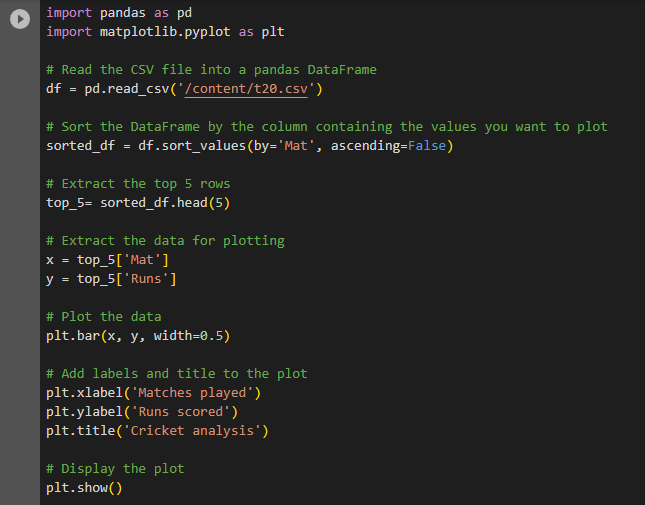 import pandas as pd
import matplotlib.pyplot as plt
# Read the CSV file into a pandas DataFrame
df = pd.read_csv('/content/t20.csv')
# Sort the DataFrame by the column containing the values you want to plot
sorted_df = df.sort_values(by='Mat', ascending=False)
# Extract the top 5 rows
top_5= sorted_df.head(5)
# Extract the data for plotting
x = top_5['Mat']
y = top_5['Runs']
# Plot the data
plt.bar(x, y, width=0.5)
# Add labels and title to the plot
plt.xlabel('Matches played')
plt.ylabel('Runs scored')
plt.title('Cricket analysis')
# Display the plot
plt.show()